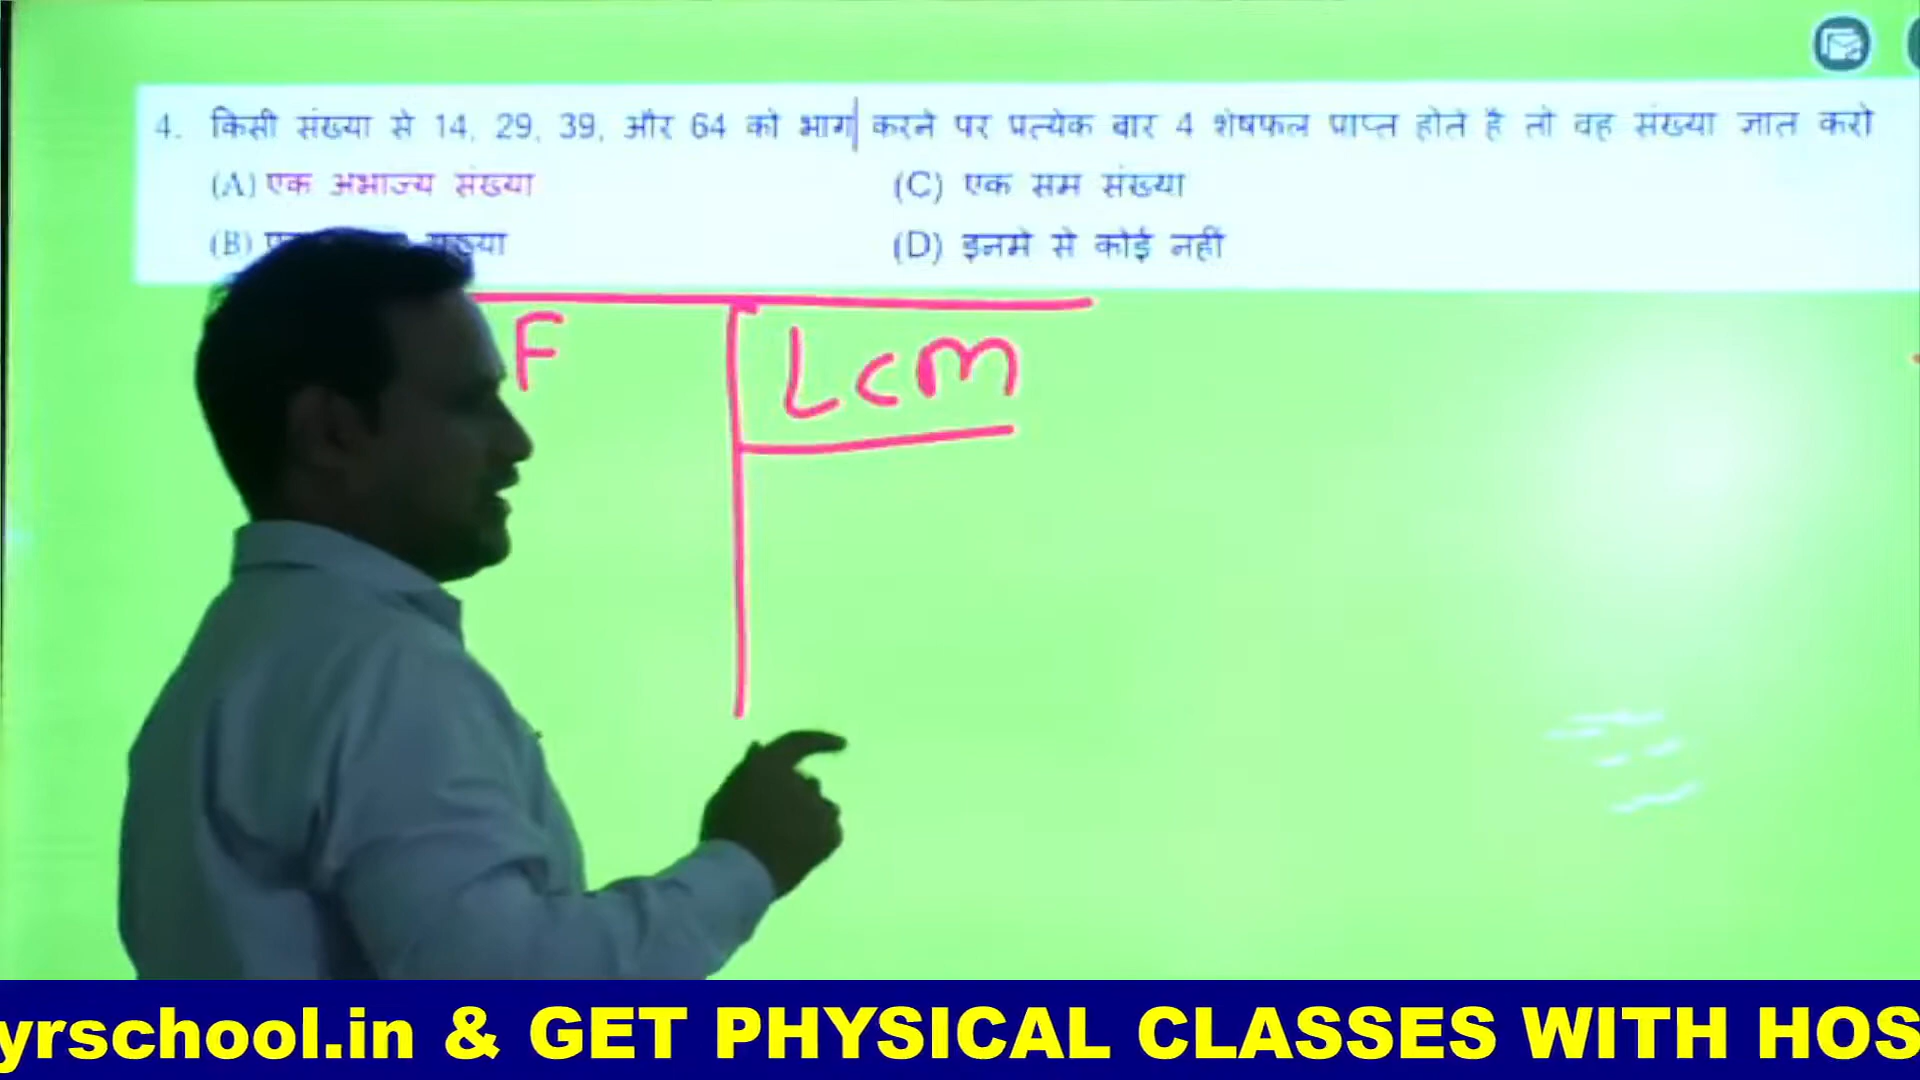 4. किसी संख्या से 14, 29, 39, और 64 को भाग करने पर प्रत्येक बार 4 शेषफल प्राप्त होते है तो वह संख्या ज्ञात करो
(A) एक अभाज्य संख्या
(C) एक सम संख्या
(B) संख्या
(D) इनमे से कोई नहीं
F
LCM
yrschool.in & GET PHYSICAL CLASSES WITH HOS